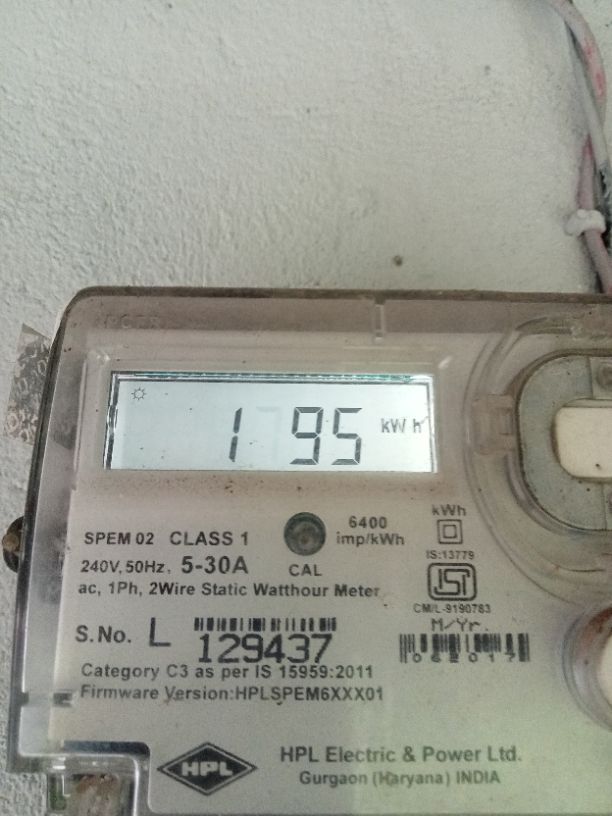 1 95 kWh
SPEM 02 CLASS 1
6400
imp/kWh
kWh
240V,50Hz, 5-30A
CAL
IS:13779
ac, 1Ph, 2Wire Static Watthour Meter
ISI
CM/L-9190783
S.No. L 129437
M/Yr.
062017
Category C3 as per IS 15959:2011
Firmware Version:HPLSPEM6XXX01
HPL
HPL Electric & Power Ltd.
Gurgaon (Haryana) INDIA